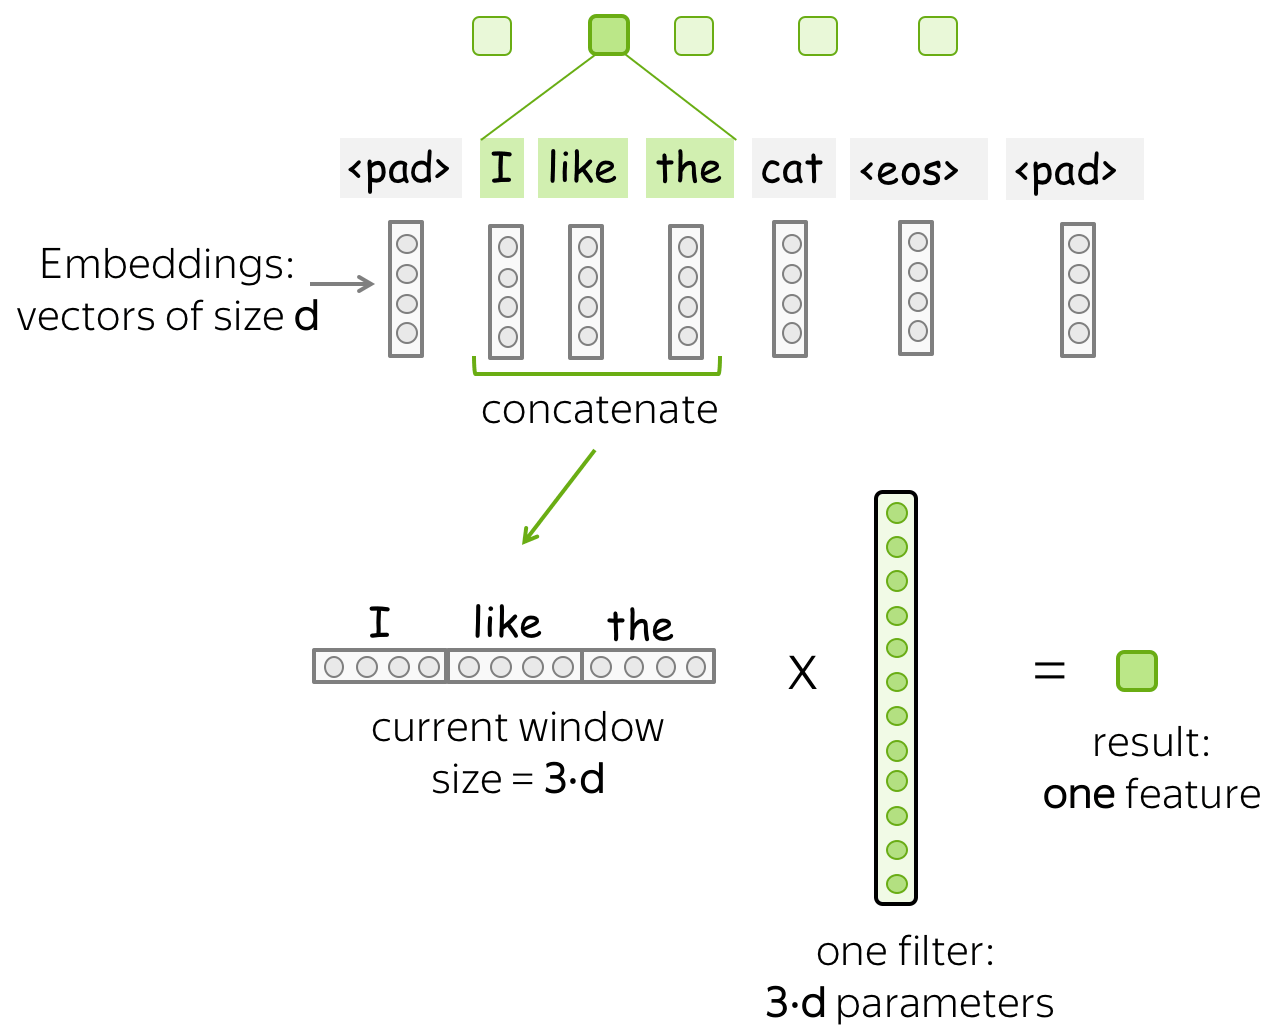 <pad> I like the cat <eos> <pad>
Embeddings:
vectors of size d
concatenate
I like the
current window
size = 3·d
X
=
result:
one feature
one filter:
3·d parameters